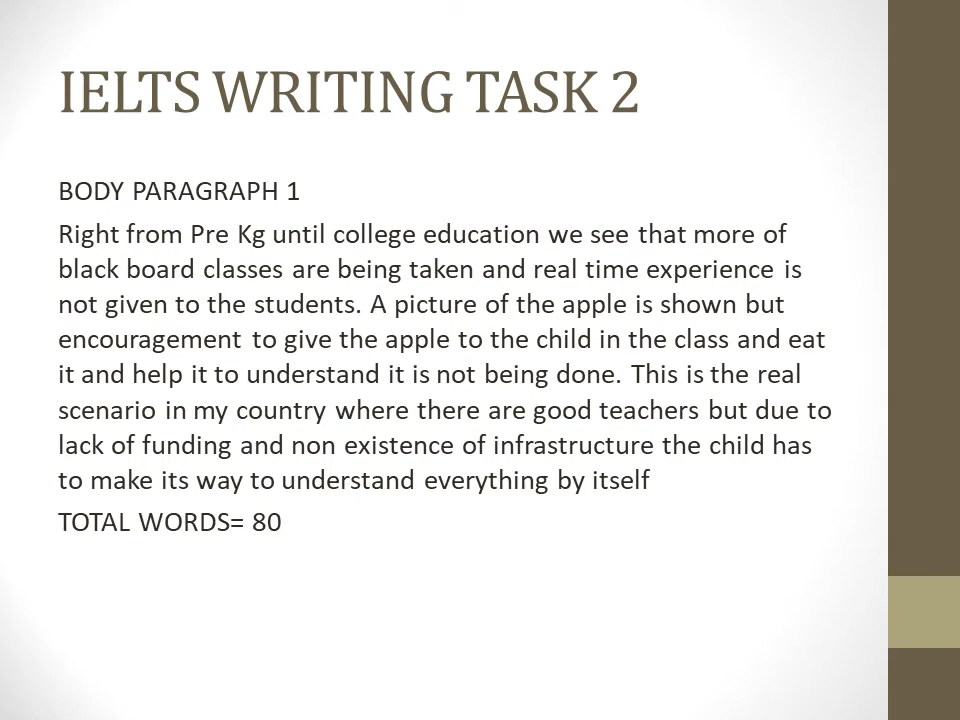 IELTS WRITING TASK 2
BODY PARAGRAPH 1
Right from Pre Kg until college education we see that more of
black board classes are being taken and real time experience is
not given to the students. A picture of the apple is shown but
encouragement to give the apple to the child in the class and eat
it and help it to understand it is not being done. This is the real
scenario in my country where there are good teachers but due to
lack of funding and non existence of infrastructure the child has
to make its way to understand everything by itself
TOTAL WORDS= 80